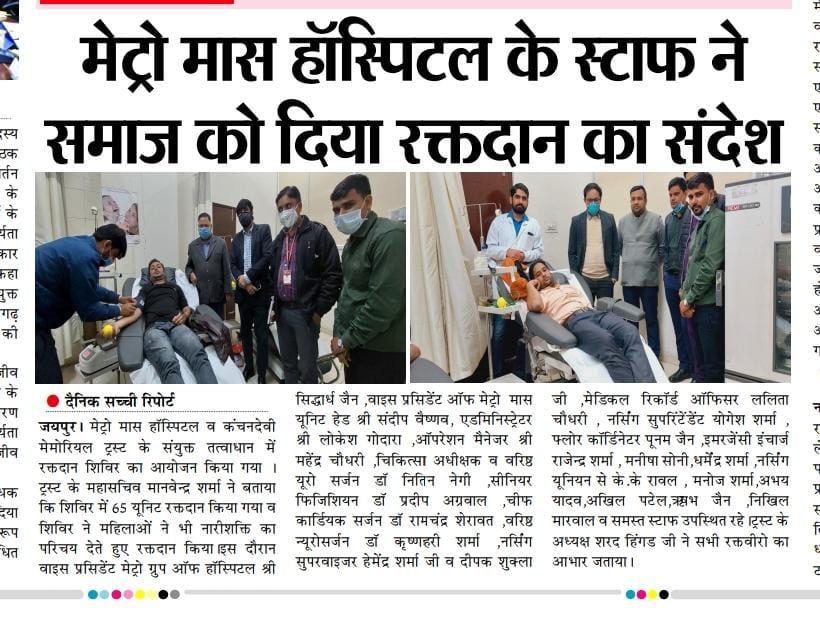 मेट्रो मास हॉस्पिटल के स्टाफ ने
समाज को दिया रक्तदान का संदेश
दैनिक सच्ची रिपोर्ट
जयपुर। मेट्रो मास हॉस्पिटल व कंचनदेवी
मेमोरियल ट्रस्ट के संयुक्त तत्वाधान में
रक्तदान शिविर का आयोजन किया गया ।
ट्रस्ट के महासचिव मानवेन्द्र शर्मा ने बताया
कि शिविर में 65 यूनिट रक्तदान किया गया व
शिविर ने महिलाओं ने भी नारीशक्ति का
परिचय देते हुए रक्तदान किया।इस दौरान
वाइस प्रसिडेंट मेट्रो ग्रुप ऑफ हॉस्पिटल श्री
सिद्धार्थ जैन ,वाइस प्रसिडेंट ऑफ मेट्रो मास
यूनिट हेड श्री संदीप वैष्णव, एडमिनिस्ट्रेटर
श्री लोकेश गोदारा ,ऑपरेशन मैनेजर श्री
महेंद्र चौधरी ,चिकित्सा अधीक्षक व वरिष्ठ
यूरो सर्जन डॉ नितिन नेगी ,सीनियर
फिजिशियन डॉ प्रदीप अग्रवाल ,चीफ
कार्डियक सर्जन डॉ रामचंद्र शेरावत ,वरिष्ठ
न्यूरोसर्जन डॉ कृष्णहरी शर्मा ,नर्सिंग
सुपरवाइजर हेमेंद्र शर्मा जी व दीपक शुक्ला
जी ,मेडिकल रिकॉर्ड ऑफिसर ललिता
चौधरी , नर्सिंग सुपरिंटेंडेंट योगेश शर्मा ,
फ्लोर कॉर्डिनेटर पूनम जैन ,इमरजेंसी इंचार्ज
राजेन्द्र शर्मा , मनीषा सोनी,धर्मेंद्र शर्मा ,नर्सिंग
यूनियन से के.के रावल , मनोज शर्मा,अभय
यादव,अखिल पटेल,ऋषभ जैन ,निखिल
मारवाल व समस्त स्टाफ उपस्थित रहे ।ट्रस्ट के
अध्यक्ष शरद हिंगड जी ने सभी रक्तवीरो का
आभार जताया।